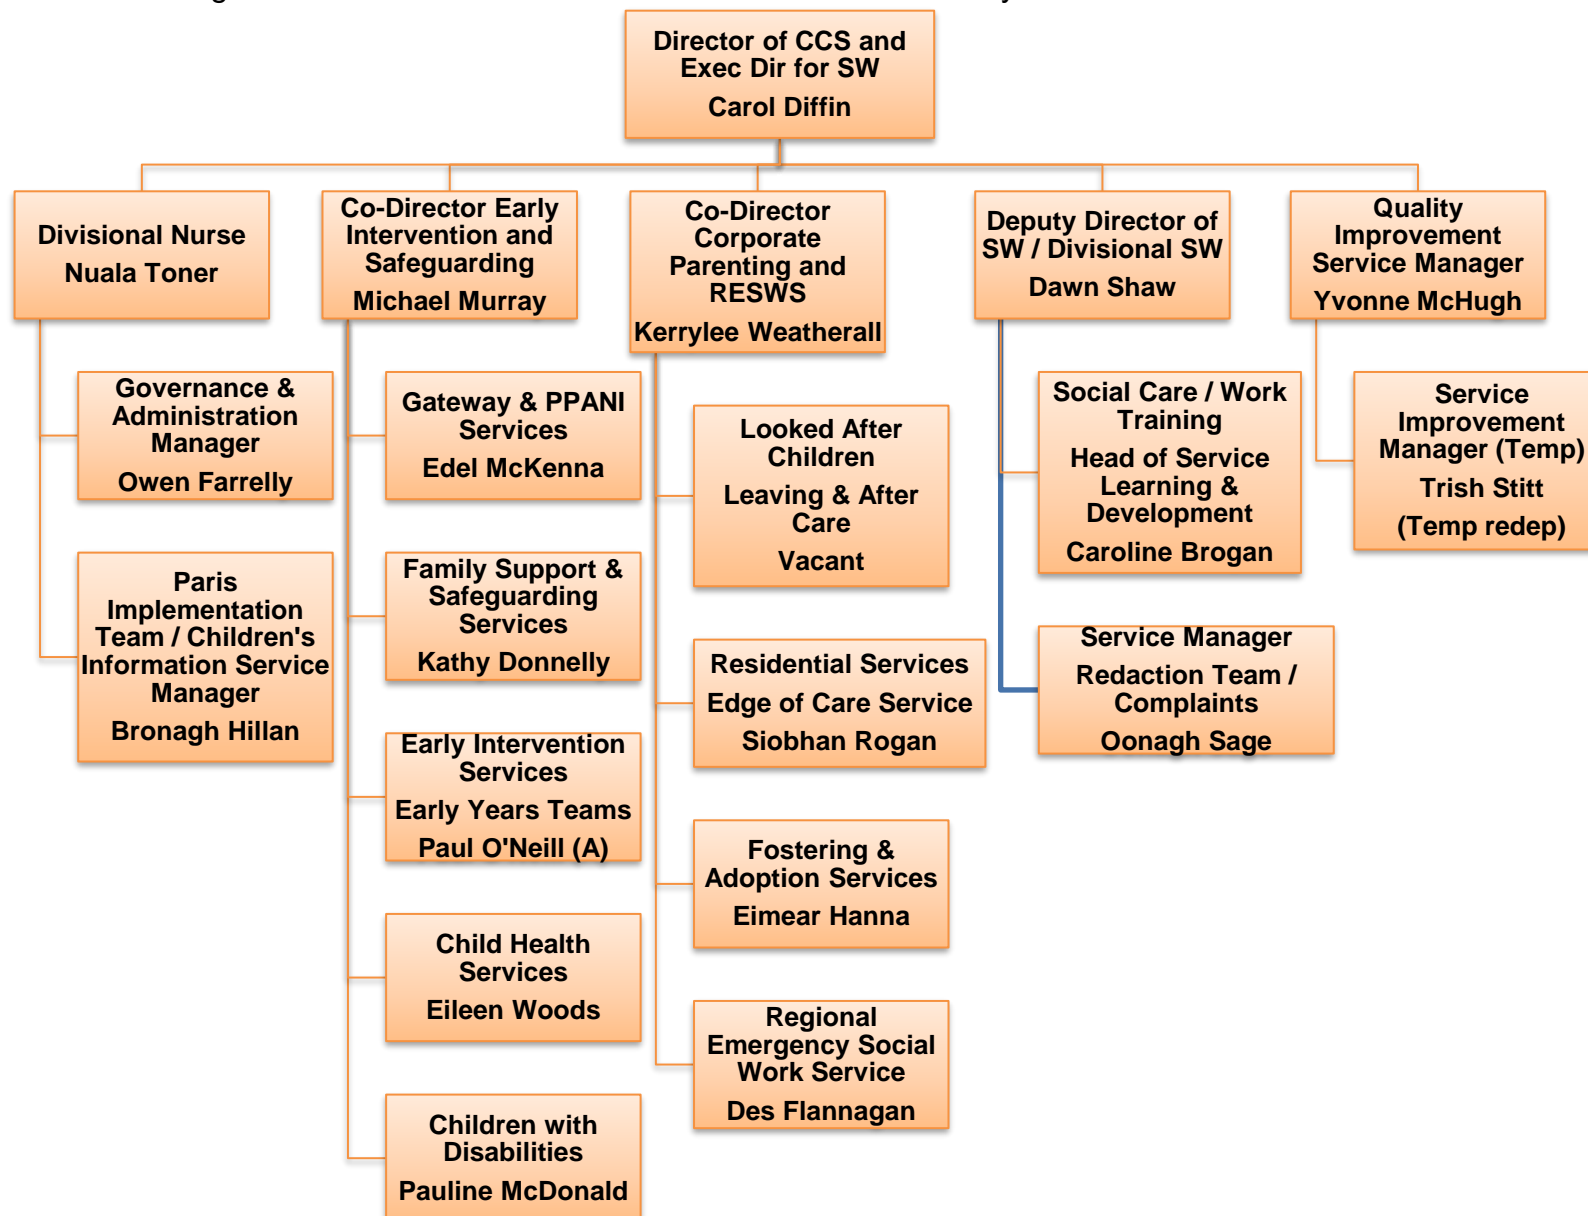 Director of CCS and
Exec Dir for SW
Carol Diffin
Divisional Nurse
Nuala Toner
Co-Director Early
Intervention and
Safeguarding
Michael Murray
Co-Director
Corporate
Parenting and
RESWS
Kerrylee Weatherall
Deputy Director of
SW / Divisional SW
Dawn Shaw
Quality
Improvement
Service Manager
Yvonne McHugh
Governance &
Administration
Manager
Owen Farrelly
Paris
Implementation
Team / Children's
Information Service
Manager
Bronagh Hillan
Gateway & PPANI
Services
Edel McKenna
Family Support &
Safeguarding
Services
Kathy Donnelly
Early Intervention
Services
Early Years Teams
Paul O'Neill (A)
Child Health
Services
Eileen Woods
Children with
Disabilities
Pauline McDonald
Looked After
Children
Leaving & After
Care
Vacant
Residential Services
Edge of Care Service
Siobhan Rogan
Fostering &
Adoption Services
Eimear Hanna
Regional
Emergency Social
Work Service
Des Flannagan
Social Care / Work
Training
Head of Service
Learning &
Development
Caroline Brogan
Service Manager
Redaction Team /
Complaints
Oonagh Sage
Service
Improvement
Manager (Temp)
Trish Stitt
(Temp redep)